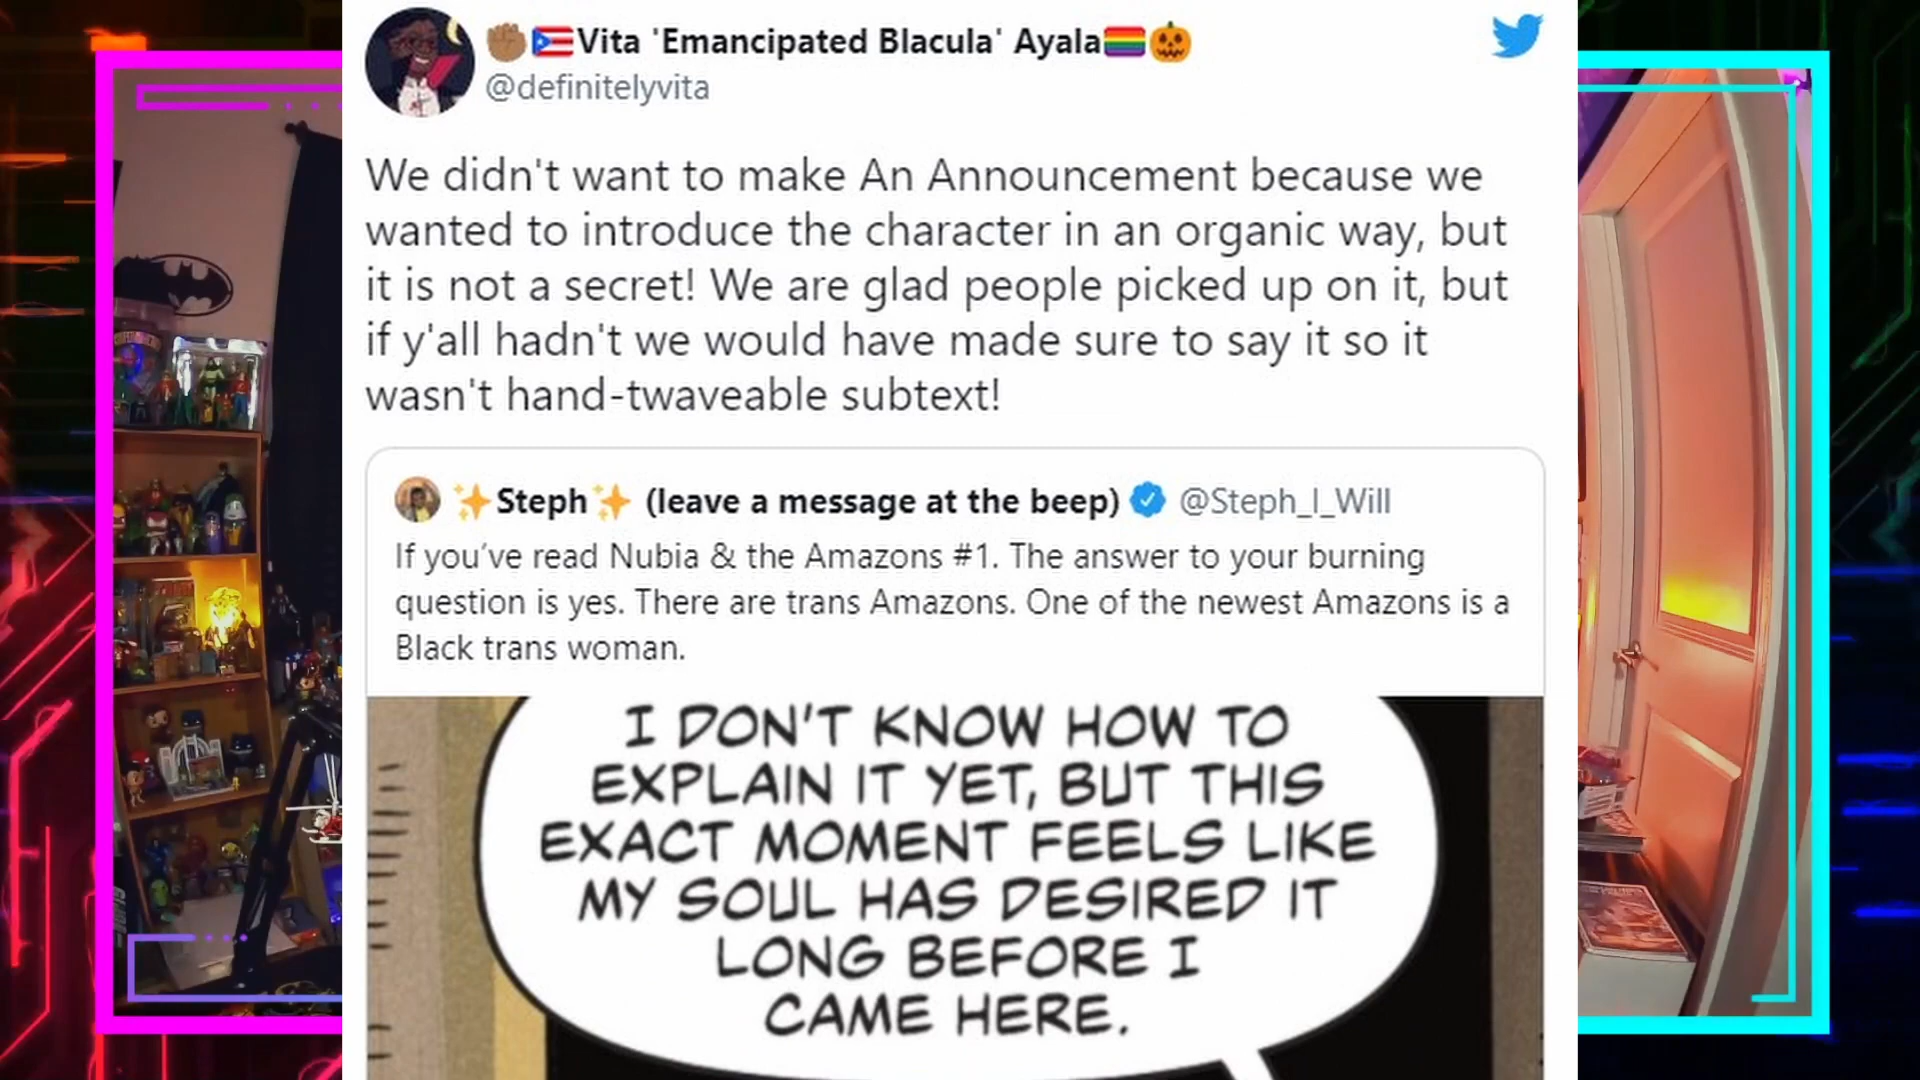 ✊🏽🇵🇷Vita 'Emancipated Blacula' Ayala🏳️‍🌈🎃
@definitelyvita
We didn't want to make An Announcement because we
wanted to introduce the character in an organic way, but
it is not a secret! We are glad people picked up on it, but
if y'all hadn't we would have made sure to say it so it
wasn't hand-twaveable subtext!
✨Steph✨ (leave a message at the beep) @Steph_I_Will
If you’ve read Nubia & the Amazons #1. The answer to your burning
question is yes. There are trans Amazons. One of the newest Amazons is a
Black trans woman.
I DON'T KNOW HOW TO
EXPLAIN IT YET, BUT THIS
EXACT MOMENT FEELS LIKE
MY SOUL HAS DESIRED IT
LONG BEFORE I
CAME HERE.